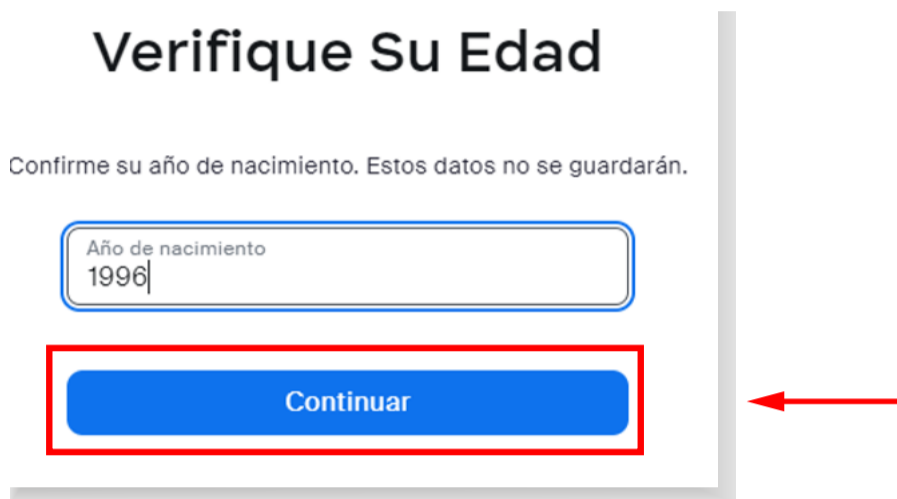 Verifique Su Edad
Confirme su año de nacimiento. Estos datos no se guardarán.
Año de nacimiento
1996
Continuar